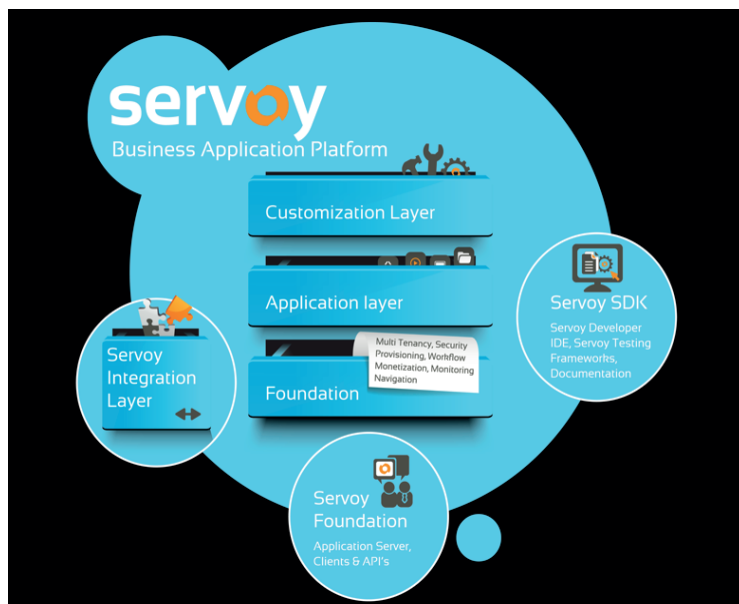 servoy
Business Application Platform
Customization Layer
Application layer
Multi Tenancy, Security
Provisioning, Workflow
Monetization, Monitoring
Navigation
Foundation
Servoy
Integration
Layer
Servoy SDK
Servoy Developer
IDE, Servoy Testing
Frameworks,
Documentation
Servoy
Foundation
Application Server,
Clients & API's